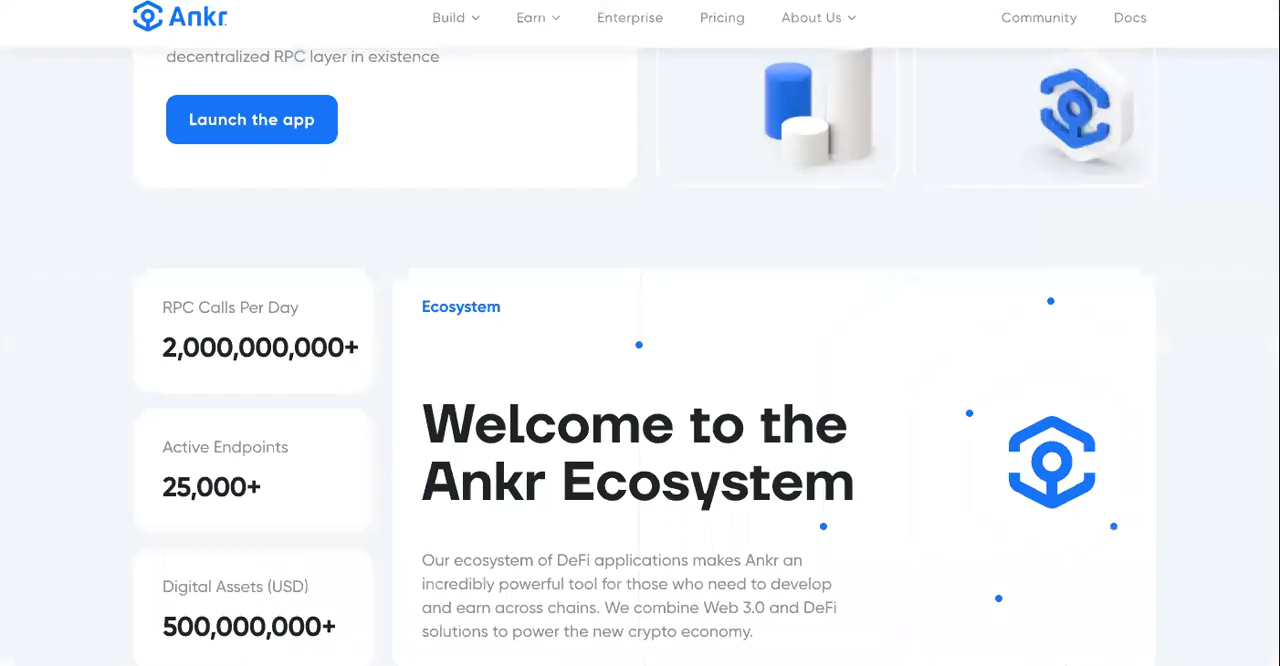 Ankr
Build
Earn
Enterprise
Pricing
About Us
Community
Docs
decentralized RPC layer in existence
Launch the app
RPC Calls Per Day
2,000,000,000+
Active Endpoints
25,000+
Digital Assets (USD)
500,000,000+
Ecosystem
Welcome to the
Ankr Ecosystem
Our ecosystem of DeFi applications makes Ankr an
incredibly powerful tool for those who need to develop
and earn across chains. We combine Web 3.0 and DeFi
solutions to power the new crypto economy.